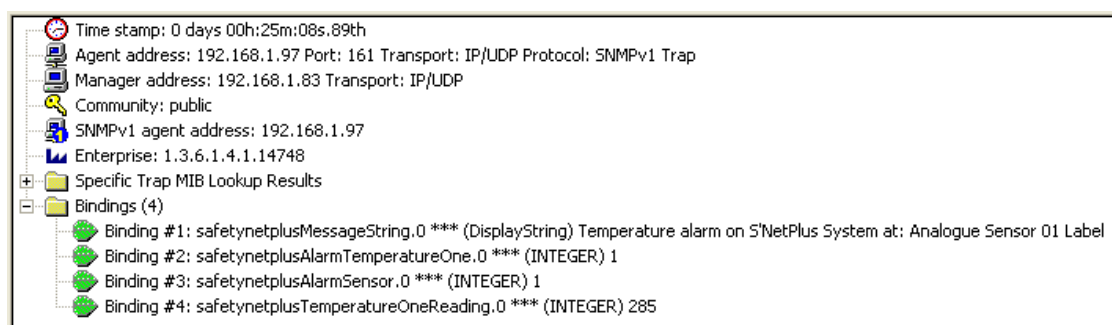 Time stamp: 0 days 00h:25m:08s.89th
Agent address: 192.168.1.97 Port: 161 Transport: IP/UDP Protocol: SNMPv1 Trap
Manager address: 192.168.1.83 Transport: IP/UDP
Community: public
SNMPv1 agent address: 192.168.1.97
Enterprise: 1.3.6.1.4.1.14748
Specific Trap MIB Lookup Results
Bindings (4)
Binding #1: safetynetplusMessageString.0 *** (DisplayString) Temperature alarm on S'NetPlus System at: Analogue Sensor 01 Label
Binding #2: safetynetplusAlarmTemperatureOne.0 *** (INTEGER) 1
Binding #3: safetynetplusAlarmSensor.0 *** (INTEGER) 1
Binding #4: safetynetplusTemperatureOneReading.0 *** (INTEGER) 285